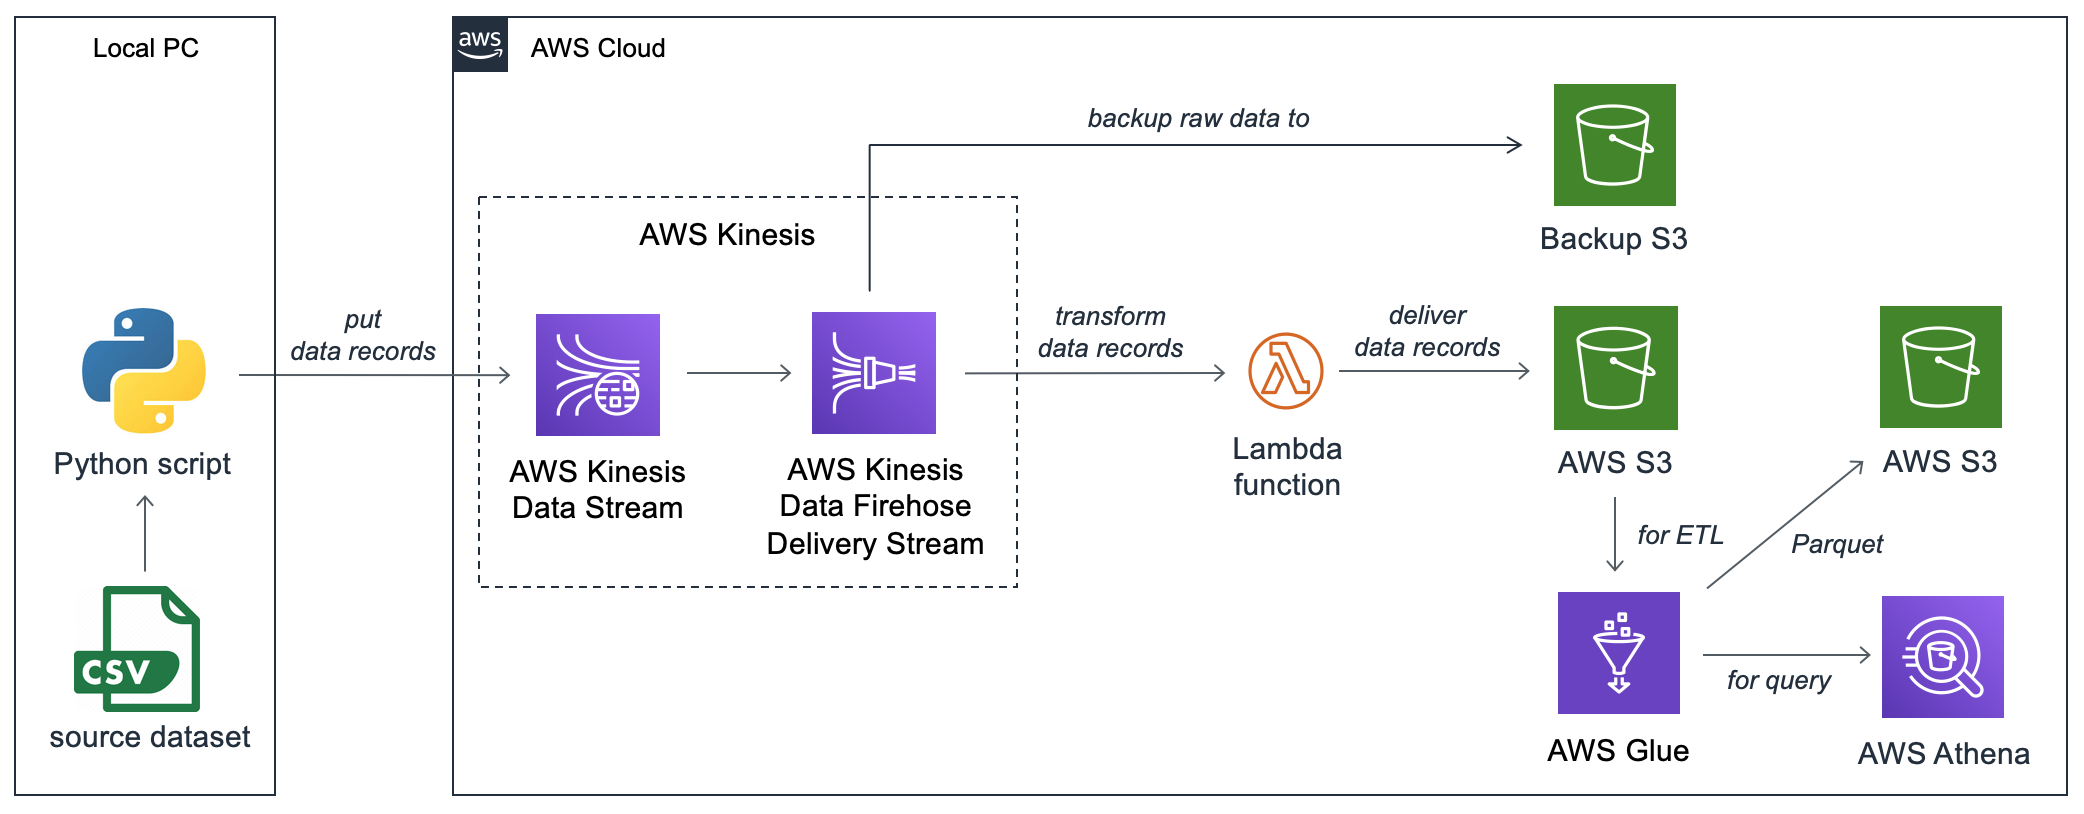 Local PC
aws
AWS Cloud
backup raw data to
Backup S3
AWS Kinesis
put
data records
transform
data records
deliver
data records
Python script
AWS Kinesis
Data Stream
AWS Kinesis
Data Firehose
Delivery Stream
Lambda
function
AWS S3
AWS S3
for ETL
Parquet
CSV
source dataset
for query
AWS Glue
AWS Athena